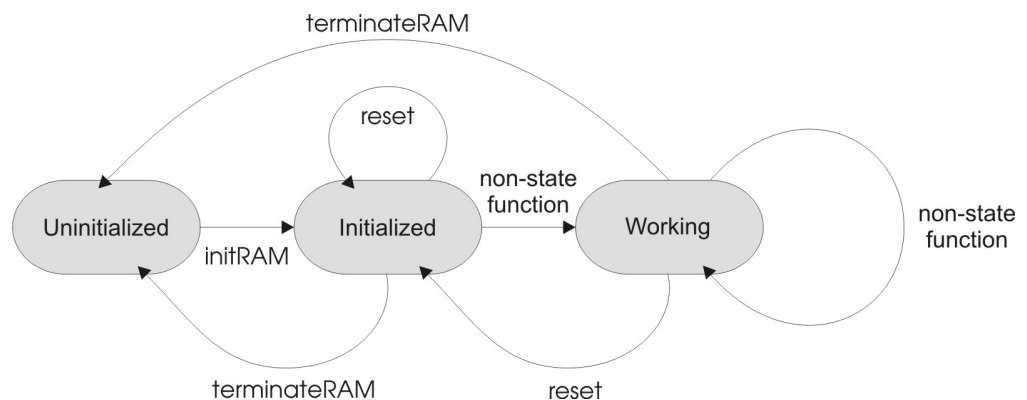 terminateRAM
reset
non-state
function
Uninitialized
Initialized
Working
non-state
function
initRAM
terminateRAM
reset